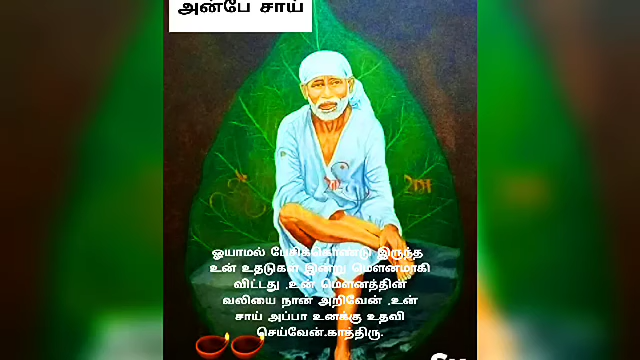 அன்பே சாய்
ஓயாமல் பேசிக்கொண்டு இருந்த
உன் உதடுகள் இன்று மௌனமாகி
விட்டது ,உன் மௌனத்தின்
வலியை நான் அறிவேன் ,உன்
சாய் அப்பா உனக்கு உதவி
செய்வேன்.காத்திரு.